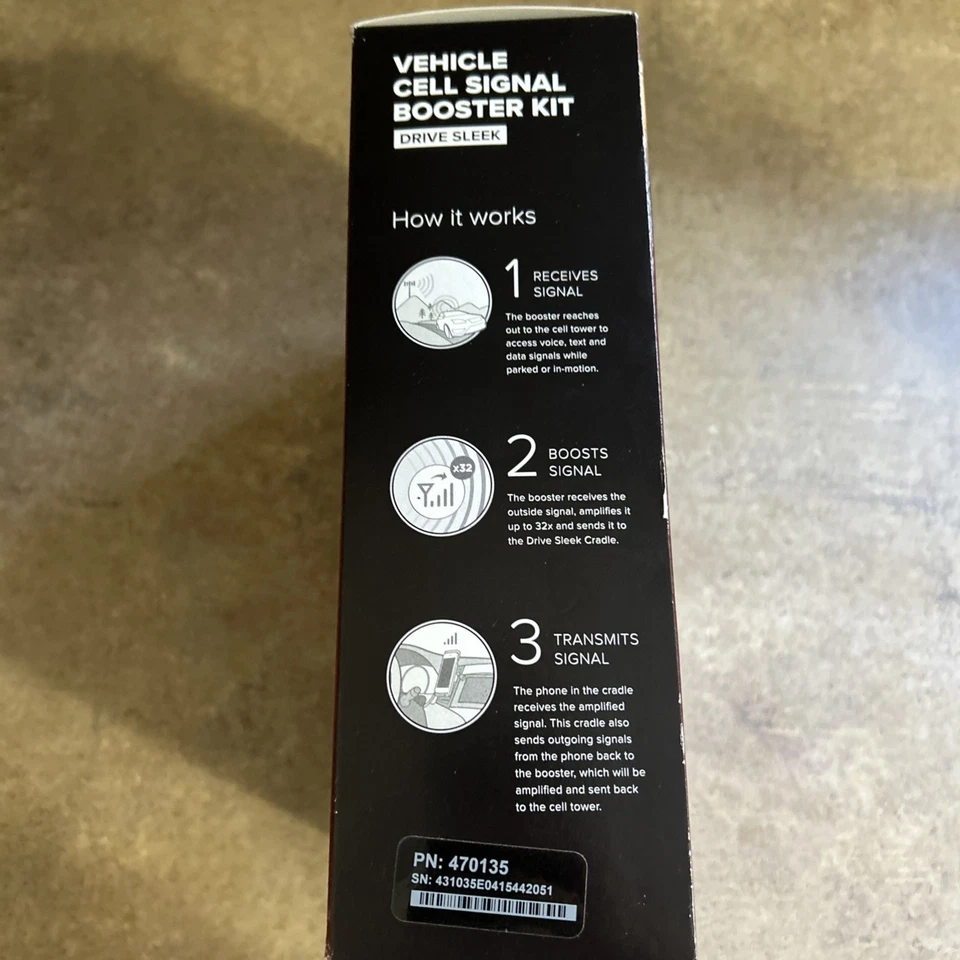 VEHICLE
CELL SIGNAL
BOOSTER KIT
DRIVE SLEEK
How it works
1 RECEIVES
SIGNAL
The booster reaches
out to the cell tower to
access voice, text and
data signals while
parked or in-motion.
x32
2 BOOSTS
SIGNAL
The booster receives the
outside signal, amplifies it
up to 32x and sends it to
the Drive Sleek Cradle.
3 TRANSMITS
SIGNAL
The phone in the cradle
receives the amplified
signal. This cradle also
sends outgoing signals
from the phone back to
the booster, which will be
amplified and sent back
to the cell tower.
PN: 470135
SN: 431035E0415442051